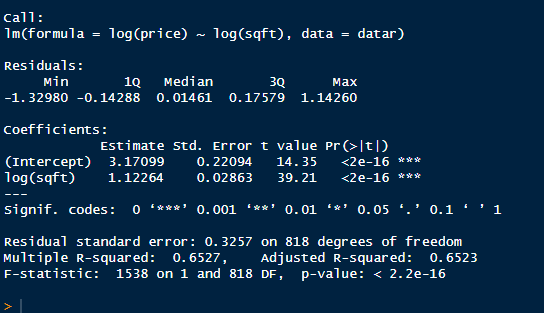 Call:
lm(formula = log(price) ~ log(sqft), data = datar)
Residuals:
     Min       1Q   Median       3Q      Max
-1.32980 -0.14288  0.01461  0.17579  1.14260
Coefficients:
            Estimate Std. Error t value Pr(>|t|)
(Intercept)  3.17099    0.22094   14.35   <2e-16 ***
log(sqft)    1.12264    0.02863   39.21   <2e-16 ***
---
Signif. codes:  0 ‘***’ 0.001 ‘**’ 0.01 ‘*’ 0.05 ‘.’ 0.1 ‘ ’ 1
Residual standard error: 0.3257 on 818 degrees of freedom
Multiple R-squared:  0.6527,    Adjusted R-squared:  0.6523
F-statistic:  1538 on 1 and 818 DF,  p-value: < 2.2e-16
>